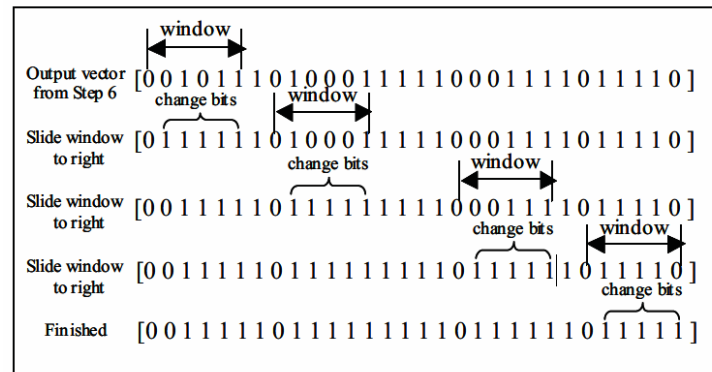 window
Output vector from Step 6 [0 0 1 0 1 1 1 0 1 0 0 0 1 1 1 1 1 0 0 0 1 1 1 1 0 1 1 1 1 0 ]
change bits window
Slide window to right [0 1 1 1 1 1 1 0 1 0 0 0 1 1 1 1 1 0 0 0 1 1 1 1 0 1 1 1 1 0 ]
change bits window
Slide window to right [0 0 1 1 1 1 1 0 1 1 1 1 1 1 1 1 1 0 0 0 1 1 1 1 0 1 1 1 1 0 ]
change bits window
Slide window to right [0 0 1 1 1 1 1 0 1 1 1 1 1 1 1 1 1 0 1 1 1 1 1 1 0 1 1 1 1 0 ]
change bits
Finished [0 0 1 1 1 1 1 0 1 1 1 1 1 1 1 1 1 0 1 1 1 1 1 1 0 1 1 1 1 1 ]